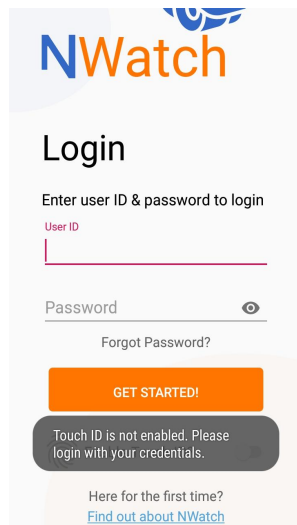 NWatch
Login
Enter user ID & password to login
User ID
Password
Forgot Password?
GET STARTED!
Touch ID is not enabled. Please
login with your credentials.
Here for the first time?
Find out about NWatch